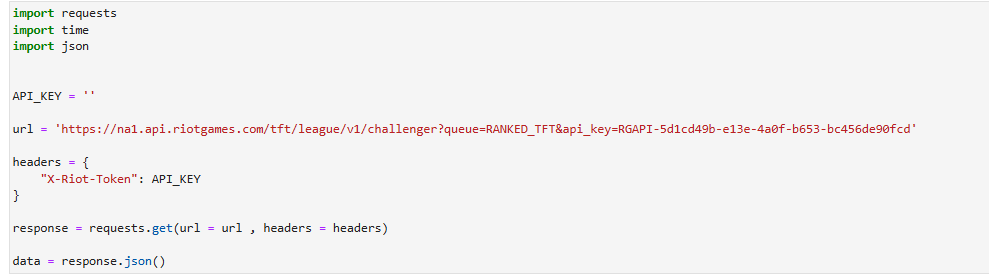 import requests
import time
import json
API_KEY = ''
url = 'https://na1.api.riotgames.com/tft/league/v1/challenger?queue=RANKED_TFT&api_key=RGAPI-5d1cd49b-e13e-4a0f-b653-bc456de90fcd'
headers = {
    "X-Riot-Token": API_KEY
}
response = requests.get(url = url , headers = headers)
data = response.json()